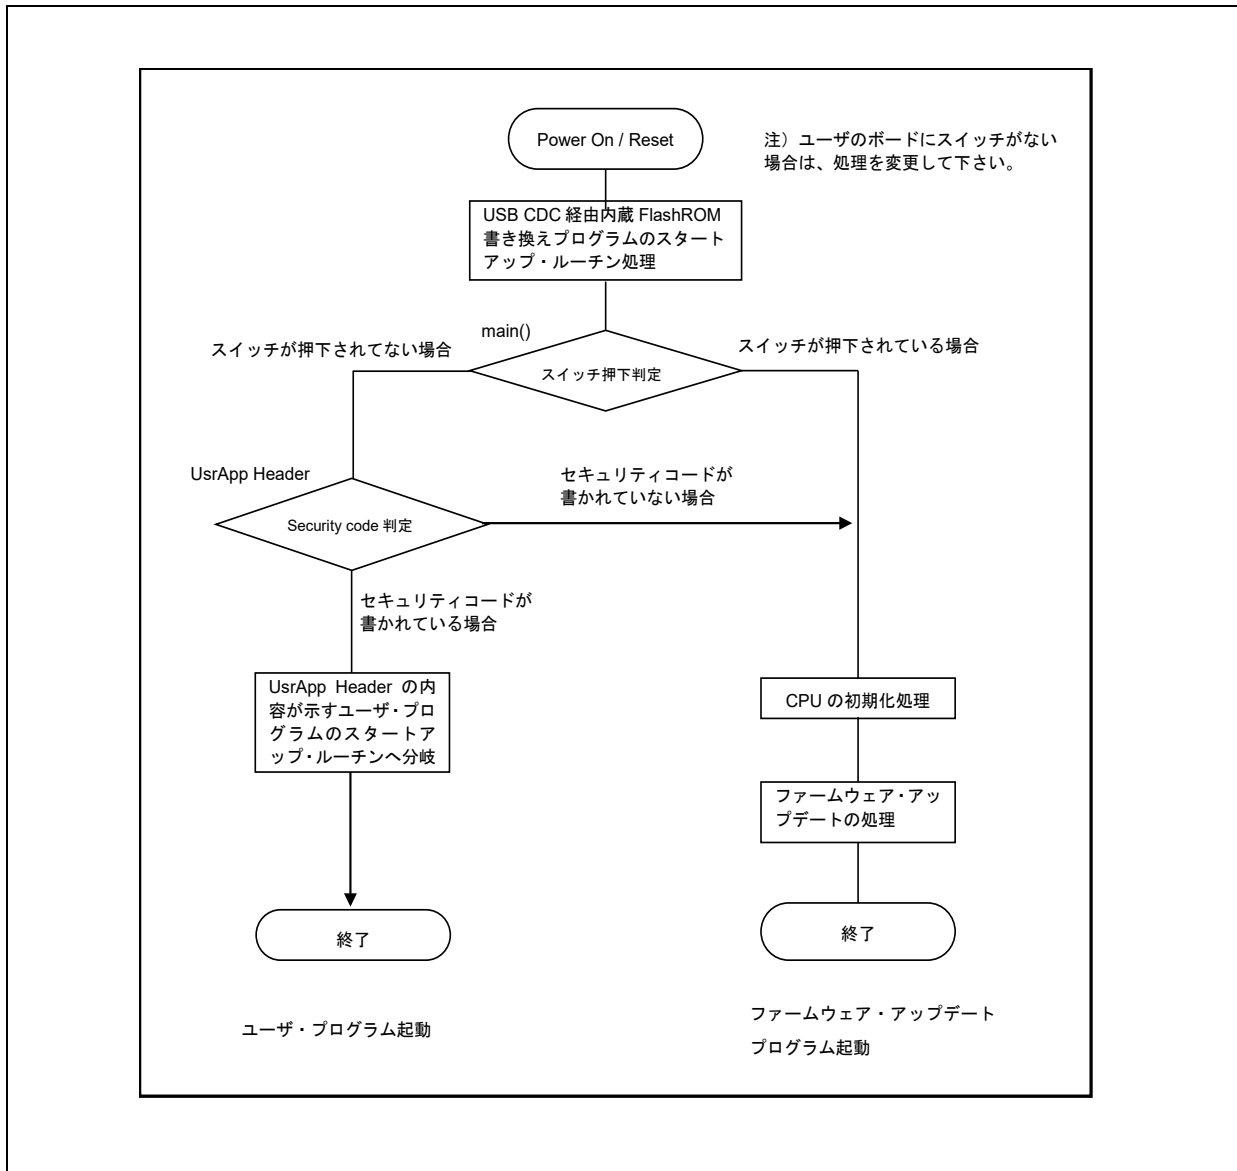 Power On / Reset
注）ユーザのボードにスイッチがない
場合は、処理を変更して下さい。
USB CDC 経由内蔵 FlashROM
書き換えプログラムのスタート
アップ・ルーチン処理
main()
スイッチが押下されてない場合
スイッチが押下されている場合
スイッチ押下判定
UsrApp Header
セキュリティコードが
書かれていない場合
Security code 判定
セキュリティコードが
書かれている場合
UsrApp Header の内
容が示すユーザ・プロ
グラムのスタートア
ップ・ルーチンへ分岐
CPU の初期化処理
ファームウェア・アッ
プデートの処理
終了
終了
ユーザ・プログラム起動
ファームウェア・アップデート
プログラム起動